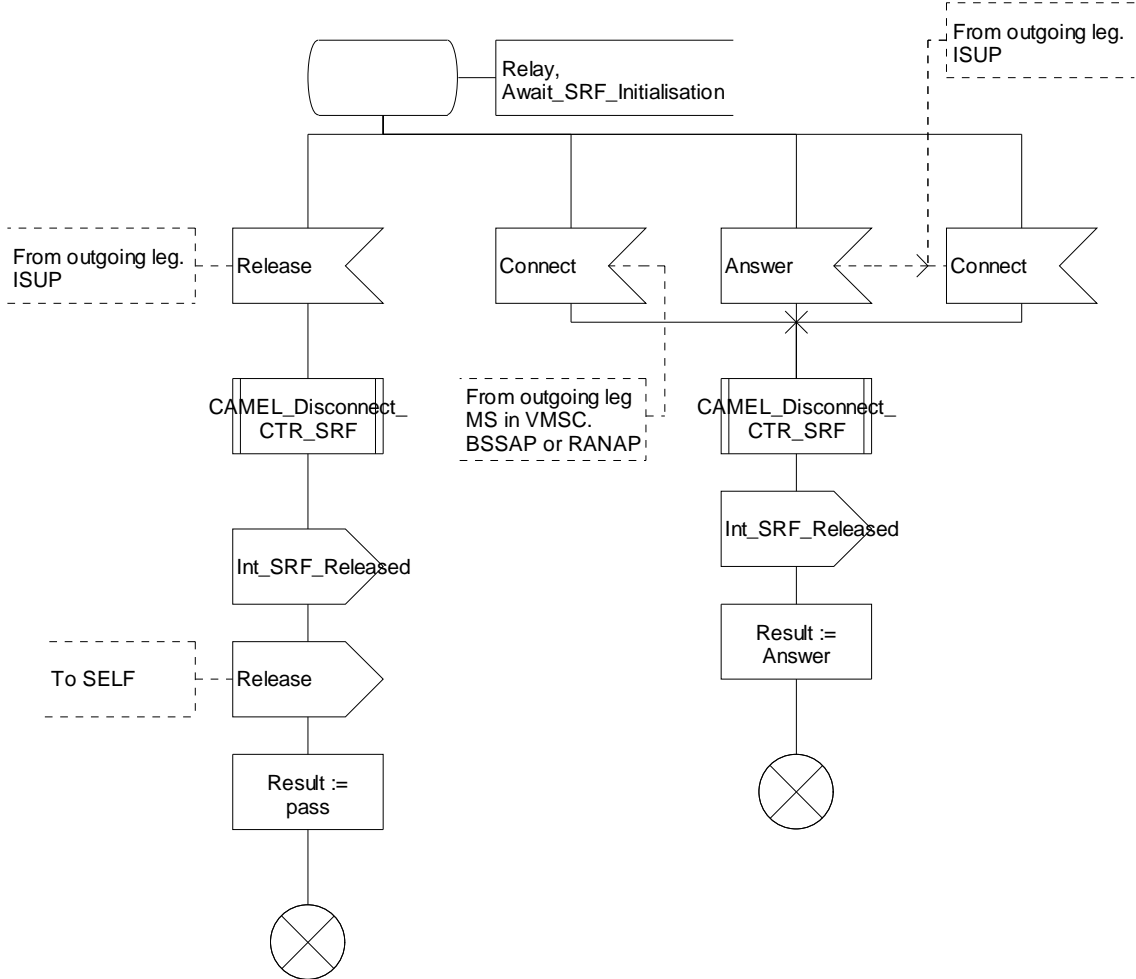 From outgoing leg.
ISUP
Relay,
Await_SRF_Initialisation
From outgoing leg.
ISUP
Release
Connect
Answer
Connect
CAMEL_Disconnect_
CTR_SRF
From outgoing leg
MS in VMSC.
BSSAP or RANAP
CAMEL_Disconnect_
CTR_SRF
Int_SRF_Released
Int_SRF_Released
Result :=
Answer
To SELF
Release
Result :=
pass